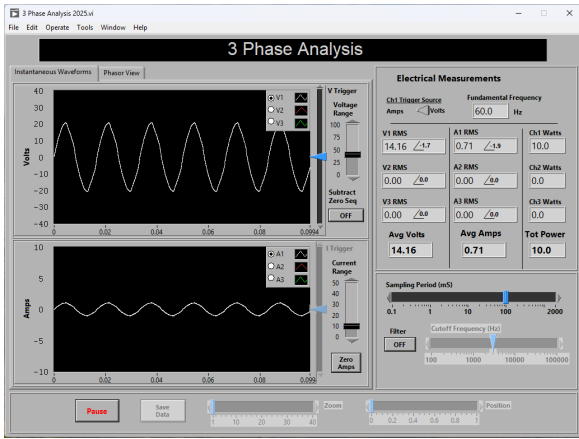 3 Phase Analysis 2025.vi
File Edit Operate Tools Window Help
3 Phase Analysis
Instantaneous Waveforms Phasor View
V1
V2
V3
40
30
20
10
0
−10
−20
−30
−40
Volts
0 0.02 0.04 0.06 0.08 0.0994
V Trigger
Voltage
Range
100
75
50
25
0
Subtract
Zero Seq
OFF
A1
A2
A3
10
5
0
−5
−10
Amps
0 0.02 0.04 0.06 0.08 0.0994
I Trigger
Current
Range
50
40
30
20
10
0
Zero
Amps
Electrical Measurements
Ch1 Trigger Source
Amps Volts
Fundamental Frequency
60.0 Hz
V1 RMS A1 RMS Ch1 Watts
14.16 -1.7 0.71 -1.9 10.0
V2 RMS A2 RMS Ch2 Watts
0.00 0.0 0.00 0.0 0.0
V3 RMS A3 RMS Ch3 Watts
0.00 0.0 0.00 0.0 0.0
Avg Volts Avg Amps Tot Power
14.16 0.71 10.0
Sampling Period (mS)
0.1 1 10 100 2000
Filter
OFF
Cutoff Frequency (Hz)
100 1000 10000 100000
Pause
Save
Data
Zoom
1 10 20 30 40
Position
0 0.2 0.4 0.6 0.8 1